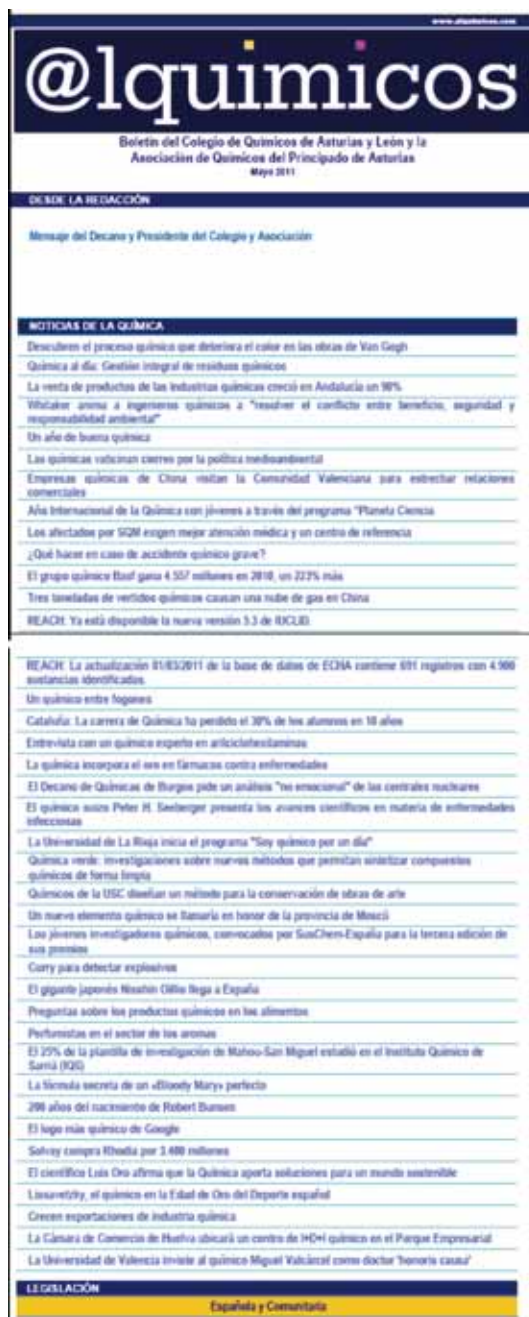 www.alquimicos.com
@lquimicos
Boletín del Colegio de Químicos de Asturias y León y la
Asociación de Químicos del Principado de Asturias
Mayo 2011
DESDE LA REDACCIÓN
Mensaje del Decano y Presidente del Colegio y Asociación
NOTICIAS DE LA QUÍMICA
Descubren el proceso químico que deteriora el color en las obras de Van Gogh
Química al día: Gestión integral de residuos químicos
La venta de productos de las industrias químicas creció en Andalucía un 90%
Whitaker anima a ingenieros químicos a "resolver el conflicto entre beneficio, seguridad y
responsabilidad ambiental"
Un año de buena química
Las químicas vaticinan cierres por la política medioambiental
Empresas químicas de China visitan la Comunidad Valenciana para estrechar relaciones
comerciales
Año Internacional de la Química con jóvenes a través del programa "Planeta Ciencia
Los afectados por SQM exigen mejor atención médica y un centro de referencia
¿Qué hacer en caso de accidente químico grave?
El grupo químico Basf gana 4.557 millones en 2010, un 223% más
Tres toneladas de vertidos químicos causan una nube de gas en China
REACH: Ya está disponible la nueva versión 5.3 de IUCLID
REACH: La actualización 01/03/2011 de la base de datos de ECHA contiene 691 registros con 4.900
sustancias identificadas
Un químico entre fogones
Cataluña: La carrera de Química ha perdido el 30% de los alumnos en 10 años
Entrevista con un químico experto en arilciclohexilaminas
La química incorpora el oro en fármacos contra enfermedades
El Decano de Químicas de Burgos pide un análisis "no emocional" de las centrales nucleares
El químico suizo Peter H. Seeberger presenta los avances científicos en materia de enfermedades
infecciosas
La Universidad de La Rioja inicia el programa "Soy químico por un día"
Química verde: investigaciones sobre nuevos métodos que permitan sintetizar compuestos
químicos de forma limpia
Químicos de la USC diseñan un método para la conservación de obras de arte
Un nuevo elemento químico se llamaría en honor de la provincia de Moscú
Los jóvenes investigadores químicos, convocados por SusChem-España para la tercera edición de
sus premios
Curry para detectar explosivos
El gigante japonés Nisshin Oillio llega a España
Preguntas sobre los productos químicos en los alimentos
Perfumistas en el sector de los aromas
El 25% de la plantilla de investigación de Mahou-San Miguel estudió en el Instituto Químico de
Sarriá (IQS)
La fórmula secreta de un «Bloody Mary» perfecto
200 años del nacimiento de Robert Bunsen
El logo más químico de Google
Solvay compra Rhodia por 3.400 millones
El científico Luis Oro afirma que la Química aporta soluciones para un mundo sostenible
Lissavetzky, el químico en la Edad de Oro del Deporte español
Crecen exportaciones de industria química
La Cámara de Comercio de Huelva ubicará un centro de I+D+I químico en el Parque Empresarial
La Universidad de Valencia inviste al químico Miguel Valcárcel como doctor 'honoris causa'
LEGISLACIÓN
Española y Comunitaria